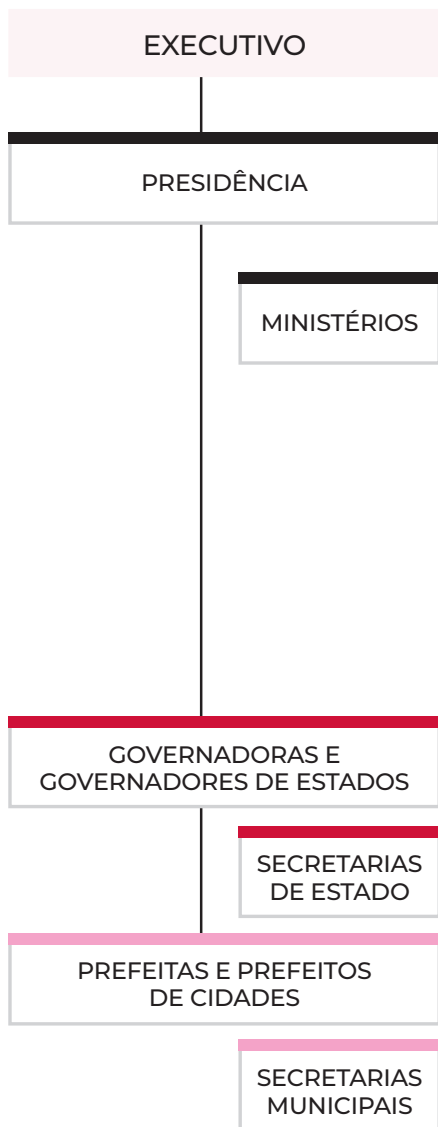 EXECUTIVO
PRESIDÊNCIA
MINISTÉRIOS
GOVERNADORAS E
GOVERNADORES DE ESTADOS
SECRETARIAS
DE ESTADO
PREFEITAS E PREFEITOS
DE CIDADES
SECRETARIAS
MUNICIPAIS